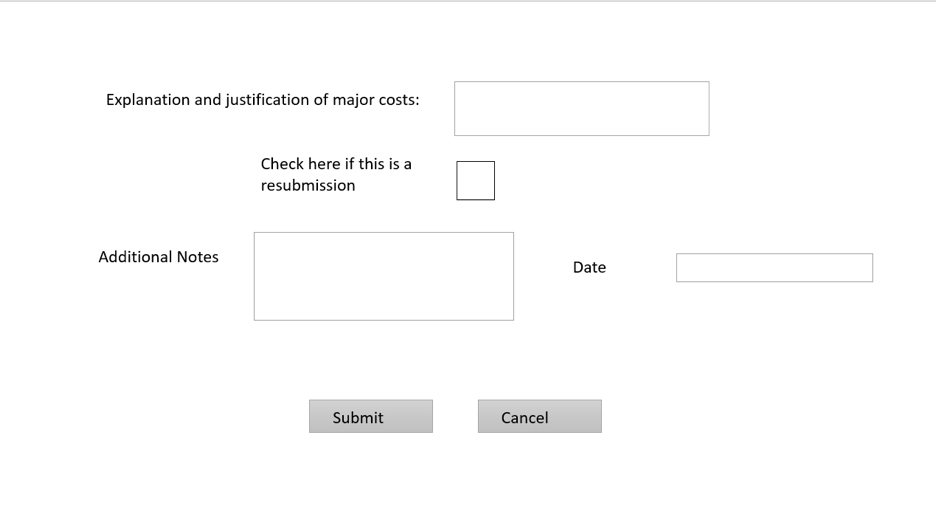 Explanation and justification of major costs:
Check here if this is a
resubmission
Additional Notes
Date
Submit
Cancel